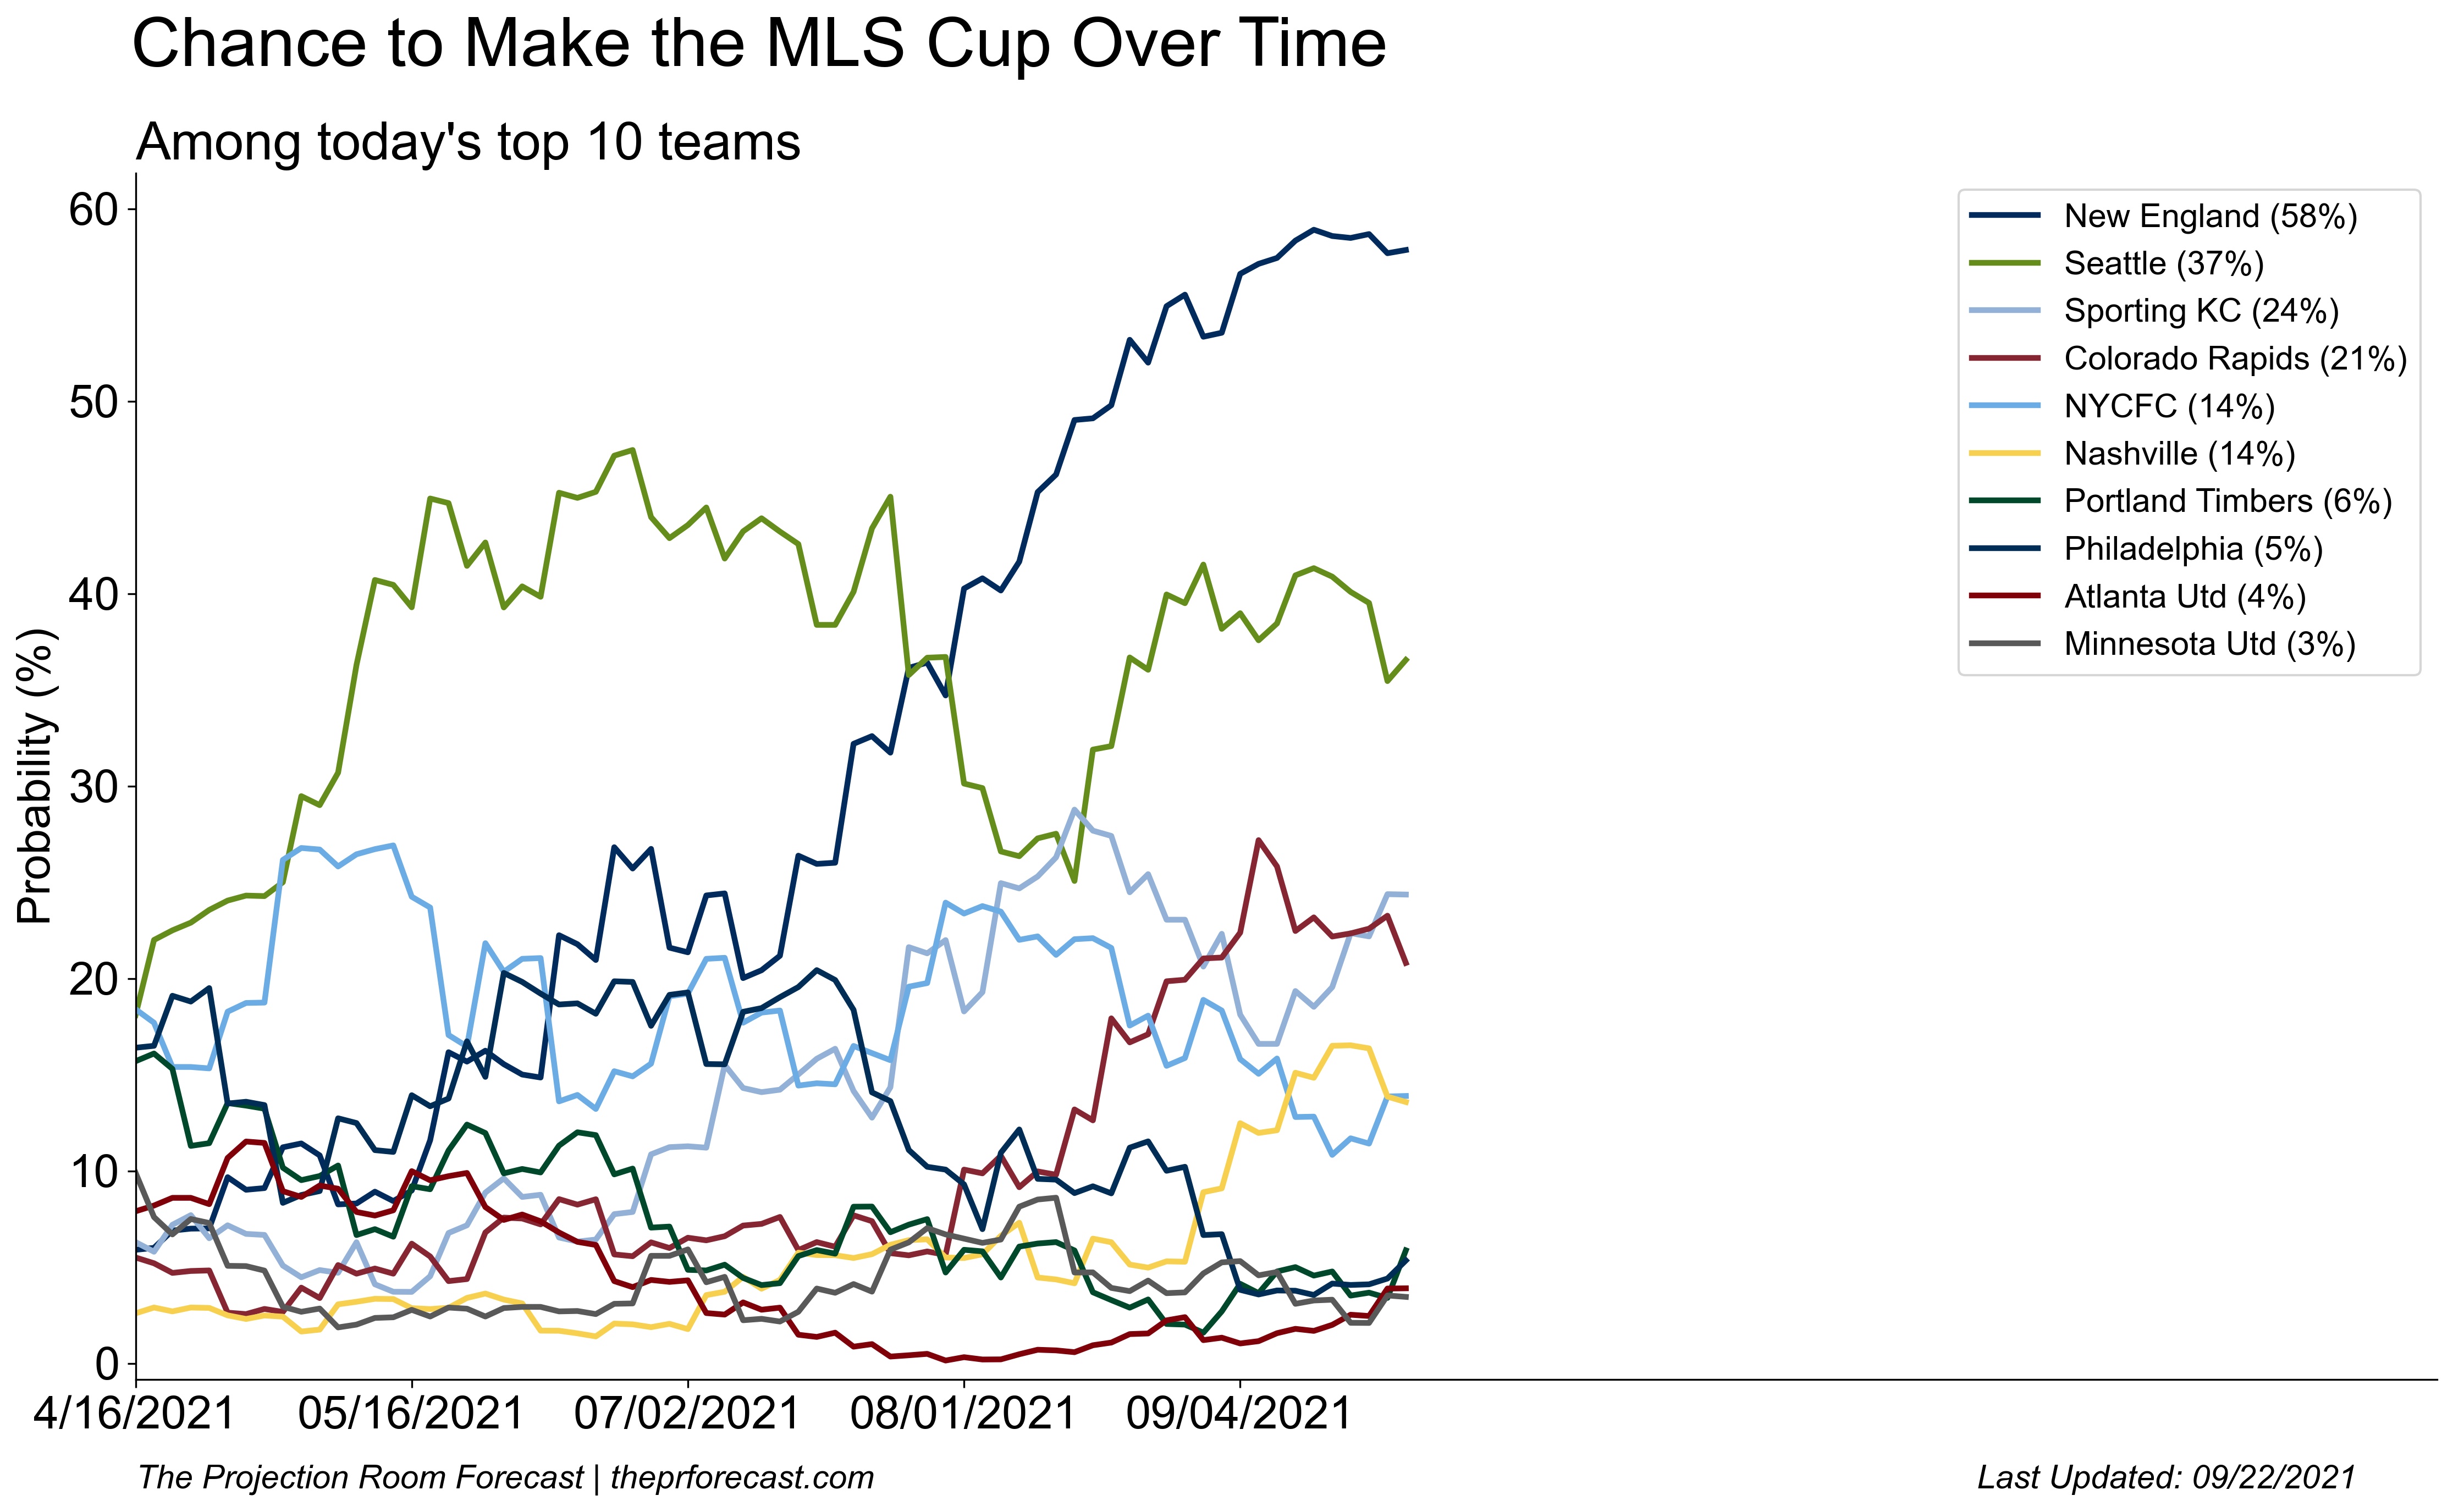 Chance to Make the MLS Cup Over Time
Among today's top 10 teams
Probability (%)
60
50
40
30
20
10
0
4/16/2021
05/16/2021
07/02/2021
08/01/2021
09/04/2021
New England (58%)
Seattle (37%)
Sporting KC (24%)
Colorado Rapids (21%)
NYCFC (14%)
Nashville (14%)
Portland Timbers (6%)
Philadelphia (5%)
Atlanta Utd (4%)
Minnesota Utd (3%)
The Projection Room Forecast | theprforecast.com
Last Updated: 09/22/2021